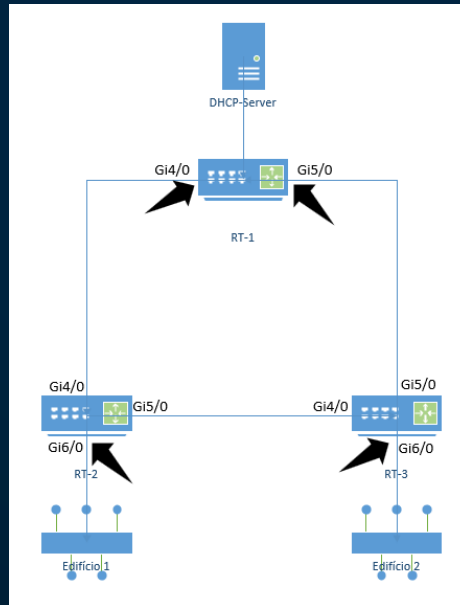 DHCP-Server
Gi4/0
Gi5/0
RT-1
Gi4/0
Gi5/0
Gi6/0
RT-2
Gi5/0
Gi4/0
Gi6/0
RT-3
Edifício 1
Edifício 2